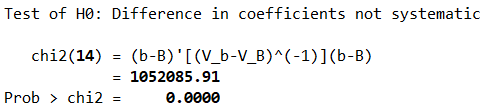 Test of H0: Difference in coefficients not systematic
chi2(14) = (b-B)'[(V_b-V_B)^(-1)](b-B)
= 1052085.91
Prob > chi2 = 0.0000